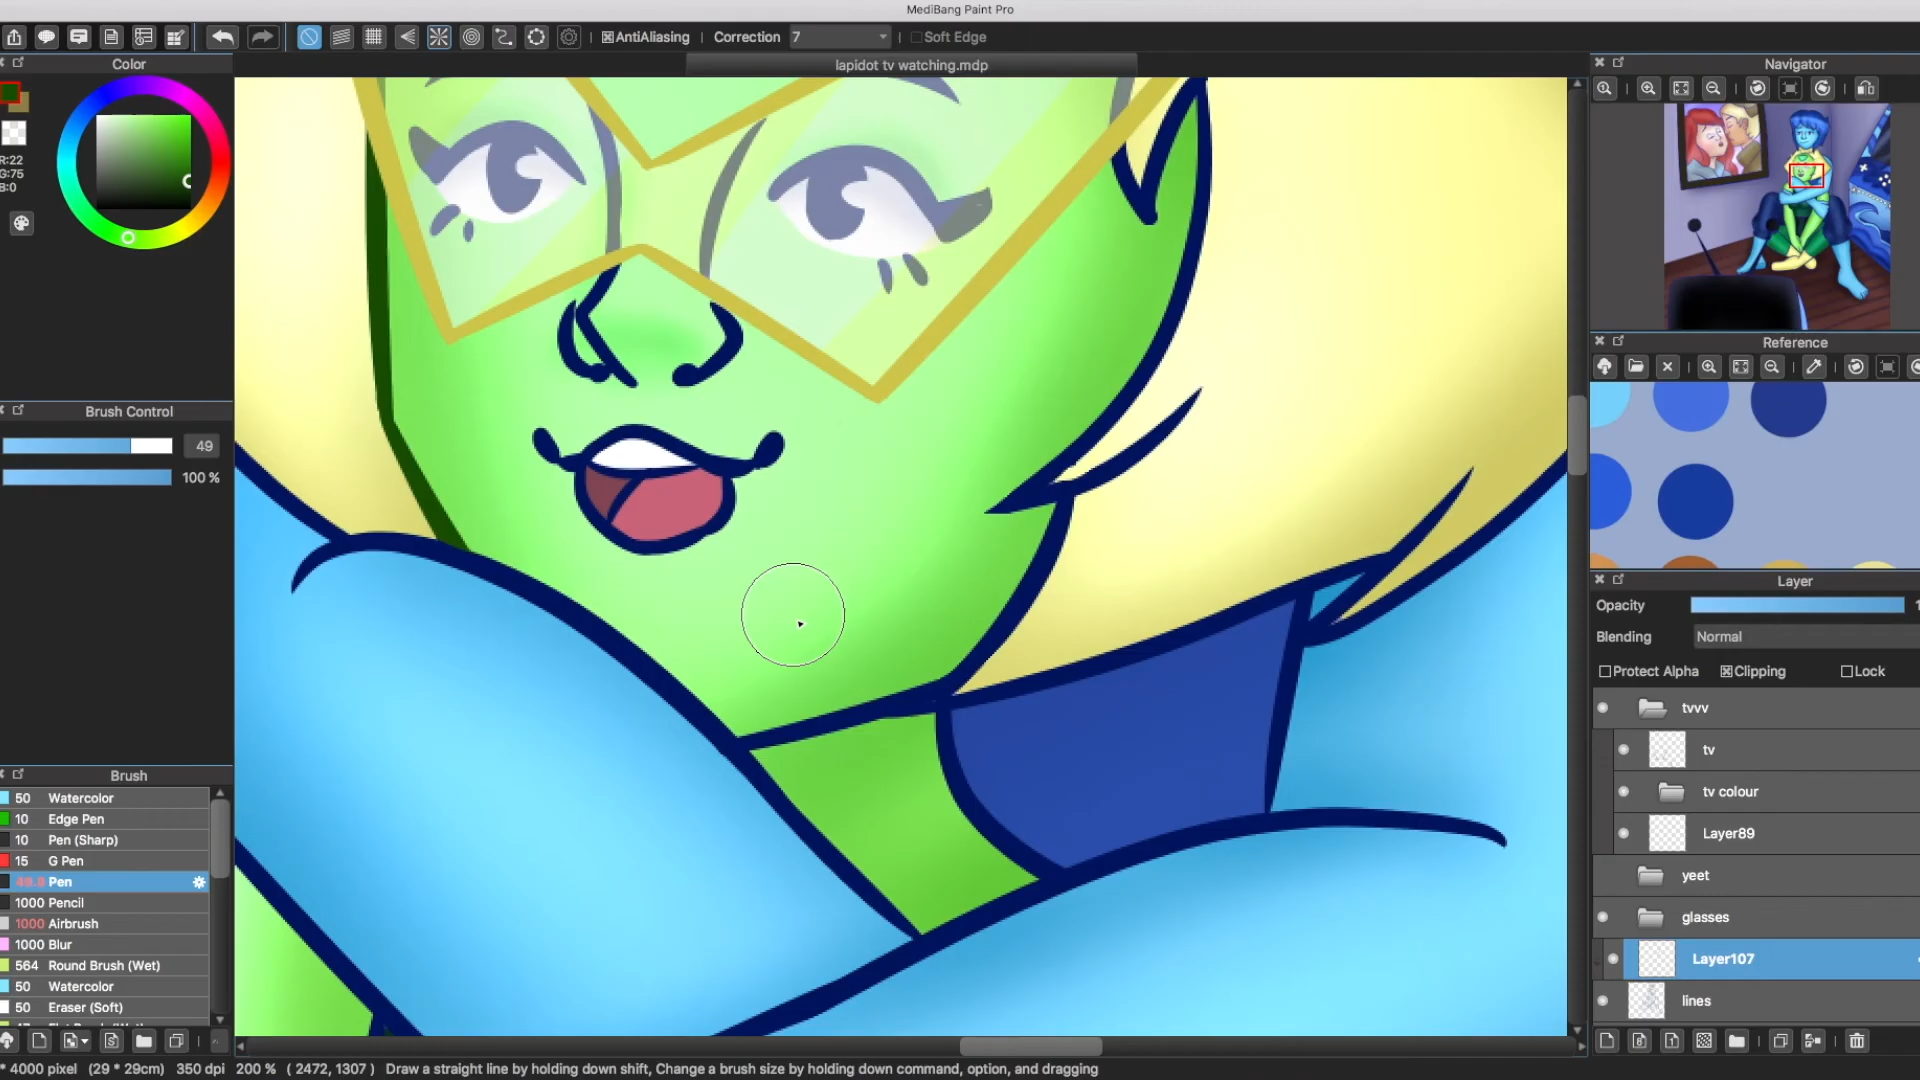 MediBang Paint Pro
AntiAliasing
Correction
7
Soft Edge
lapidot tv watching.mdp
Color
R:22
G:75
B:0
Brush Control
49
100 %
Brush
50 Watercolor
10 Edge Pen
10 Pen (Sharp)
15 G Pen
49.9 Pen
1000 Pencil
1000 Airbrush
1000 Blur
564 Round Brush (Wet)
50 Watercolor
50 Eraser (Soft)
Navigator
Reference
Layer
Opacity
Blending
Normal
Protect Alpha
Clipping
Lock
tvvv
tv
tv colour
Layer89
yeet
glasses
Layer107
lines
* 4000 pixel (29 * 29cm) 350 dpi 200 % ( 2472, 1307 ) Draw a straight line by holding down shift, Change a brush size by holding down command, option, and dragging